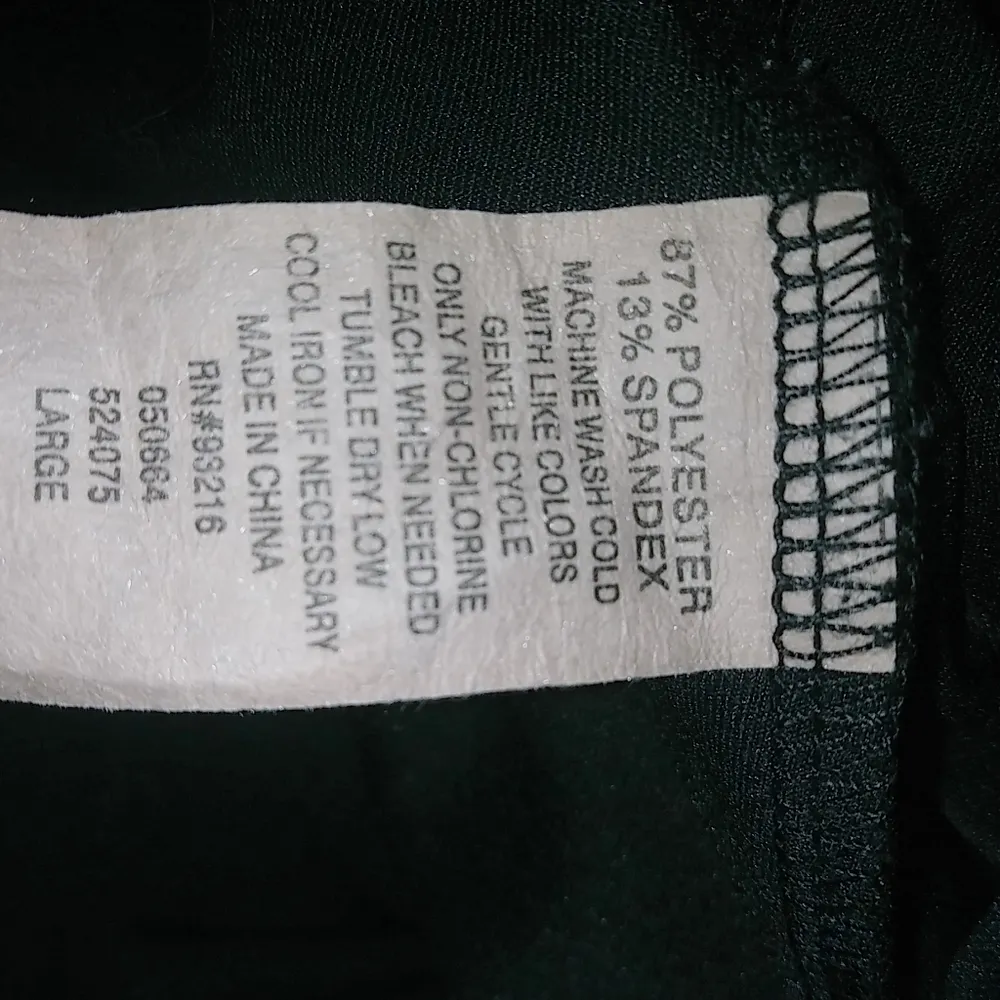 87% POLYESTER
13% SPANDEX
MACHINE WASH COLD
WITH LIKE COLORS
GENTLE CYCLE
ONLY NON-CHLORINE
BLEACH WHEN NEEDED
TUMBLE DRY LOW
COOL IRON IF NECESSARY
MADE IN CHINA
RN#93216
050664
524075
LARGE